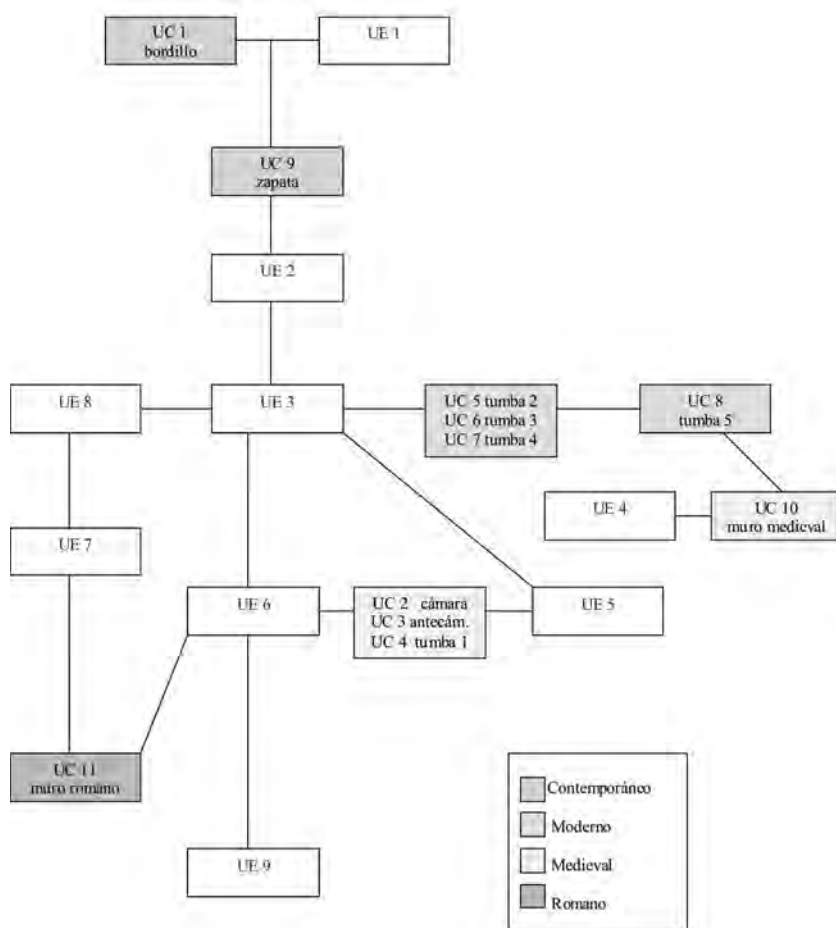 UC 1
bordillo
UE 1
UC 9
zapata
UE 2
UE 8
UE 3
UC 5 tumba 2
UC 6 tumba 3
UC 7 tumba 4
UC 8
tumba 5
UE 4
UC 10
muro medieval
UE 7
UE 6
UC 2 cámara
UC 3 antecám.
UC 4 tumba 1
UE 5
UC 11
muro romano
UE 9
Contemporáneo
Moderno
Medieval
Romano